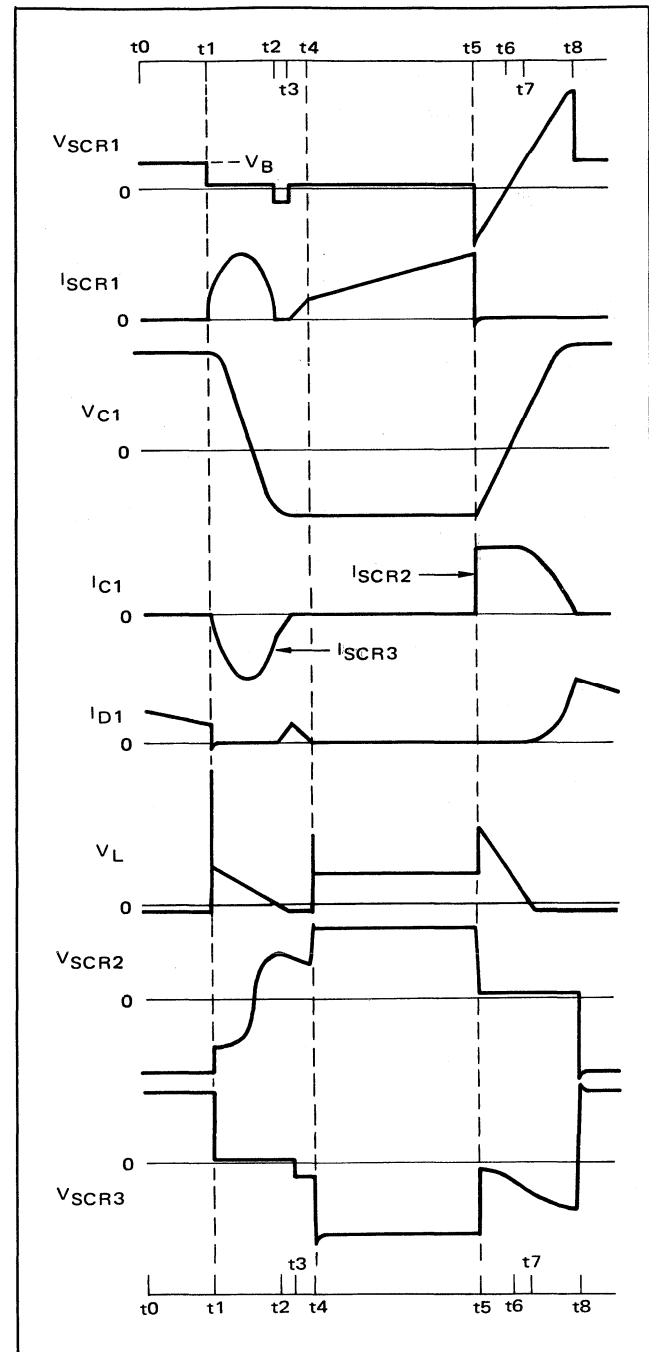 t0 t1 t2 t4 t5 t6 t8
t3 t7
VSCR1
VB
0
ISCR1
0
VC1
0
ISCR2
IC1
0
ISCR3
ID1
0
VL
0
VSCR2
0
0
VSCR3
t3 t7
t0 t1 t2 t4 t5 t6 t8